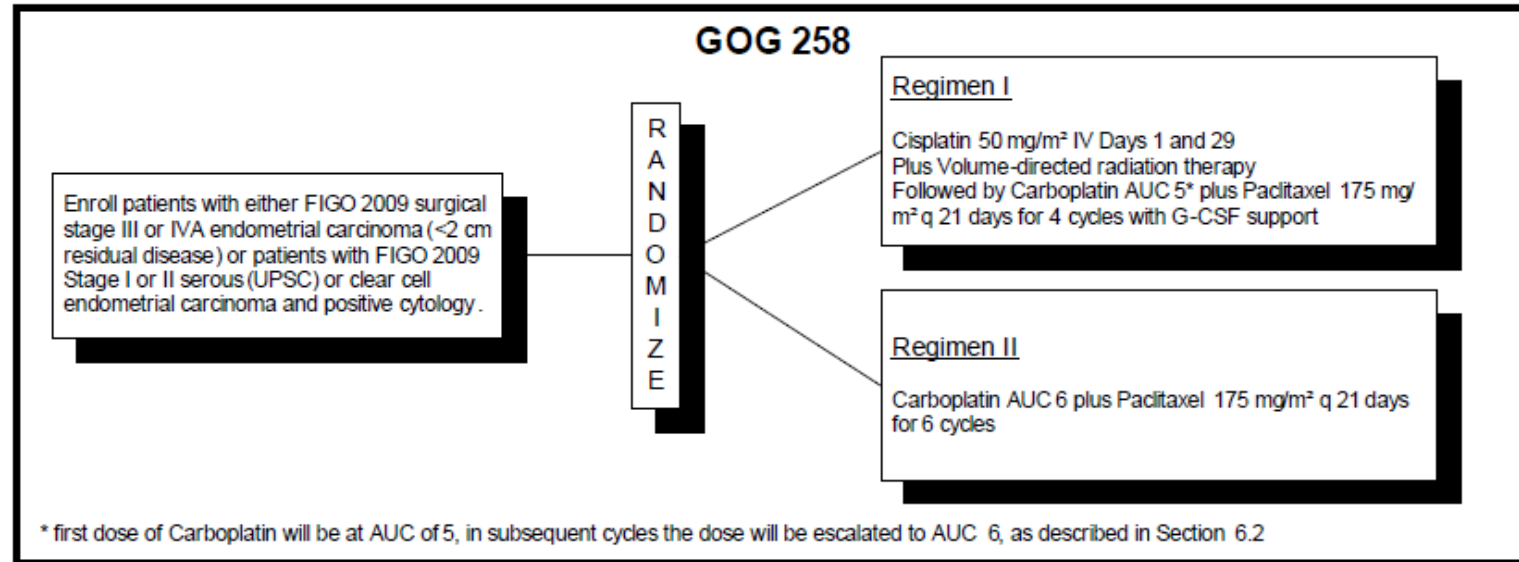 GOG 258
Enroll patients with either FIGO 2009 surgical
stage III or IVA endometrial carcinoma (<2 cm
residual disease) or patients with FIGO 2009
Stage I or II serous (UPSC) or clear cell
endometrial carcinoma and positive cytology.
R
A
N
D
O
M
I
Z
E
Regimen I
Cisplatin 50 mg/m² IV Days 1 and 29
Plus Volume-directed radiation therapy
Followed by Carboplatin AUC 5* plus Paclitaxel 175 mg/
m² q 21 days for 4 cycles with G-CSF support
Regimen II
Carboplatin AUC 6 plus Paclitaxel 175 mg/m² q 21 days
for 6 cycles
* first dose of Carboplatin will be at AUC of 5, in subsequent cycles the dose will be escalated to AUC 6, as described in Section 6.2